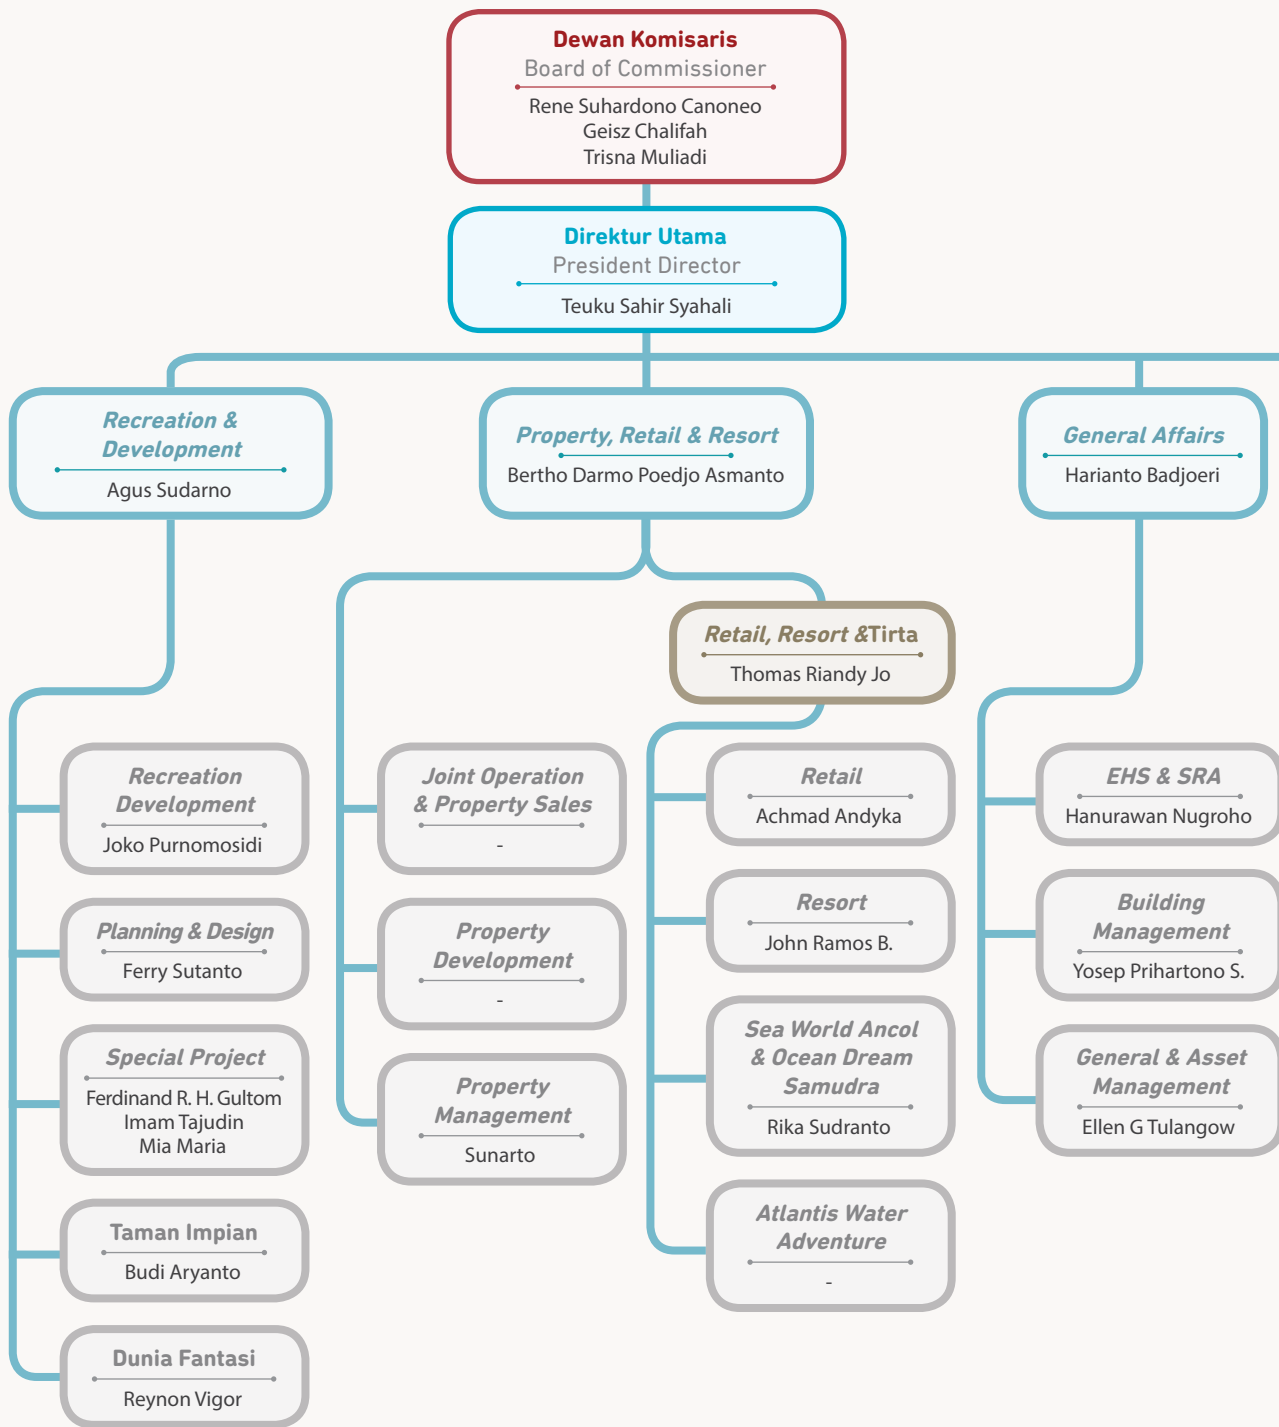 Dewan Komisaris
Board of Commissioner
Rene Suhardono Canoneo
Geisz Chalifah
Trisna Muliadi
Direktur Utama
President Director
Teuku Sahir Syahali
Recreation &
Development
Agus Sudarno
Property, Retail & Resort
Bertho Darmo Poedjo Asmanto
General Affairs
Harianto Badjoeri
Retail, Resort &Tirta
Thomas Riandy Jo
Recreation
Development
Joko Purnomosidi
Planning & Design
Ferry Sutanto
Special Project
Ferdinand R. H. Gultom
Imam Tajudin
Mia Maria
Taman Impian
Budi Aryanto
Dunia Fantasi
Reynon Vigor
Joint Operation
& Property Sales
-
Property
Development
-
Property
Management
Sunarto
Retail
Achmad Andyka
Resort
John Ramos B.
Sea World Ancol
& Ocean Dream
Samudra
Rika Sudranto
Atlantis Water
Adventure
-
EHS & SRA
Hanurawan Nugroho
Building
Management
Yosep Prihartono S.
General & Asset
Management
Ellen G Tulangow